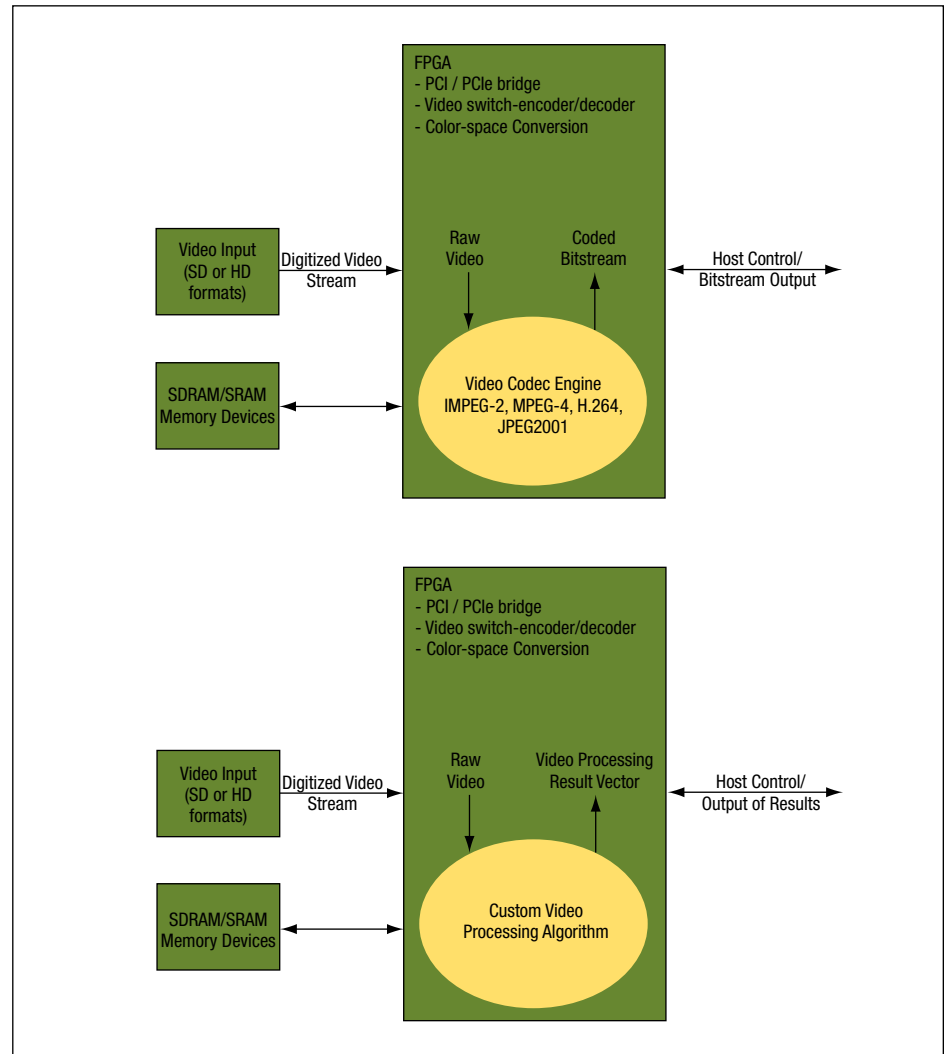 FPGA
- PCI / PCIe bridge
- Video switch-encoder/decoder
- Color-space Conversion
Video Input
(SD or HD
formats)
Digitized Video
Stream
Raw
Video
Coded
Bitstream
Host Control/
Bitstream Output
SDRAM/SRAM
Memory Devices
Video Codec Engine
IMPEG-2, MPEG-4, H.264,
JPEG2001
FPGA
- PCI / PCIe bridge
- Video switch-encoder/decoder
- Color-space Conversion
Video Input
(SD or HD
formats)
Digitized Video
Stream
Raw
Video
Video Processing
Result Vector
Host Control/
Output of Results
SDRAM/SRAM
Memory Devices
Custom Video
Processing Algorithm